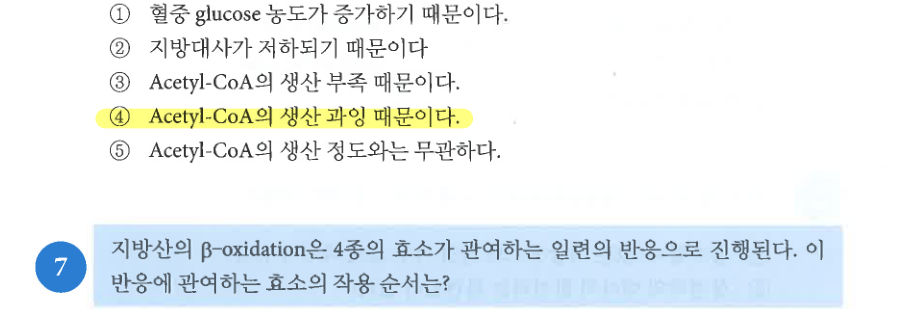 ① 혈중 glucose 농도가 증가하기 때문이다.
② 지방대사가 저하되기 때문이다
③ Acetyl-CoA의 생산 부족 때문이다.
④ Acetyl-CoA의 생산 과잉 때문이다.
⑤ Acetyl-CoA의 생산 정도와는 무관하다.
7 지방산의 β-oxidation은 4종의 효소가 관여하는 일련의 반응으로 진행된다. 이
반응에 관여하는 효소의 작용 순서는?